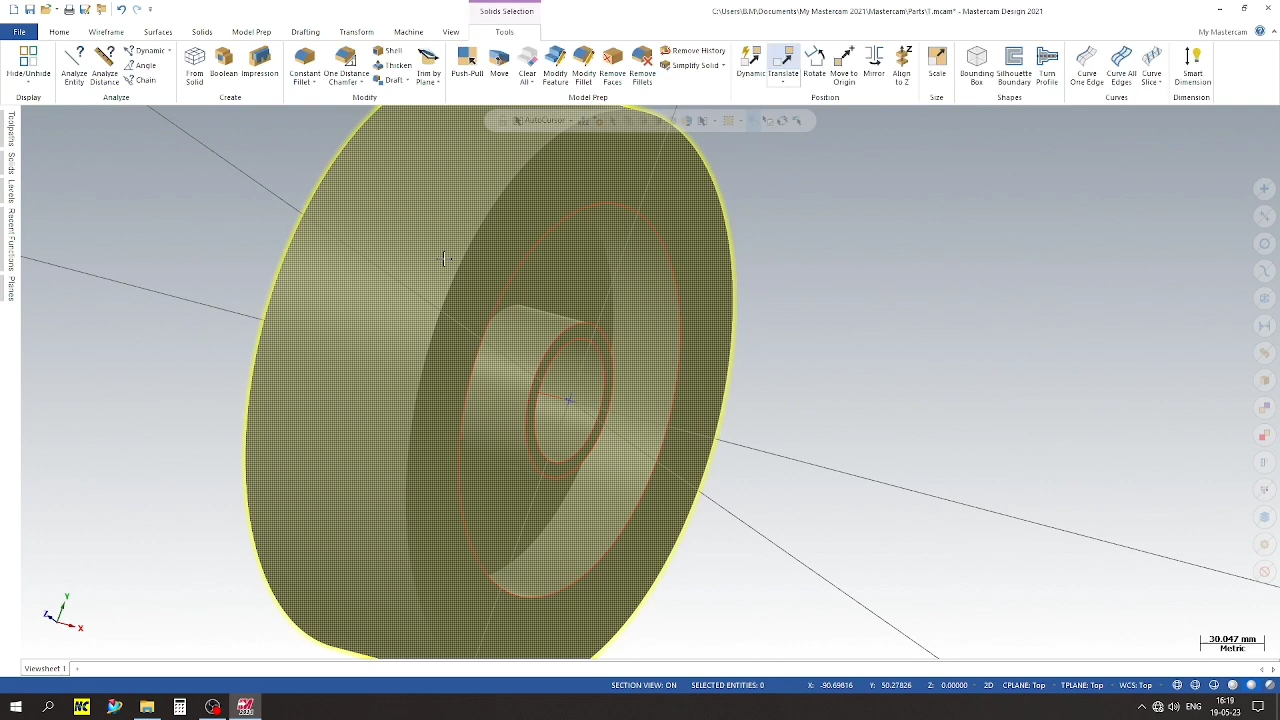 Solids Selection
C:\Users\B.M\Documents\My Mastercam 2021\Mastercam\Parts\T.mcam* - Mastercam Design 2021
File Home Wireframe Surfaces Solids Model Prep Drafting Transform Machine View Tools My Mastercam
Hide/Unhide Analyze Entity Analyze Distance Dynamic Angle Chain From Solid Boolean Impression Constant Fillet One Distance Chamfer Shell Thicken Draft Trim by Plane Push-Pull Move Clear All Modify Feature Modify Fillet Remove Faces Remove Fillets Remove History Simplify Solid Dynamic Translate Rotate Move to Origin Mirror Align to Z Scale Bounding Box Silhouette Boundary Turn Profile Curve One Edge Curve All Edges Curve Slice Smart Dimension
Display Analyze Create Modify Model Prep Position Size Shapes Curves Dimension
AutoCursor
Toolpaths
Solids
Levels
Recent Functions
Planes
Y
Z
X
30.047 mm
Metric
Viewsheet 1 +
SECTION VIEW: ON SELECTED ENTITIES: 0 X: -90.69816 Y: 50.27826 Z: 0.00000 2D CPLANE: Top TPLANE: Top WCS: Top
ENG 16:19